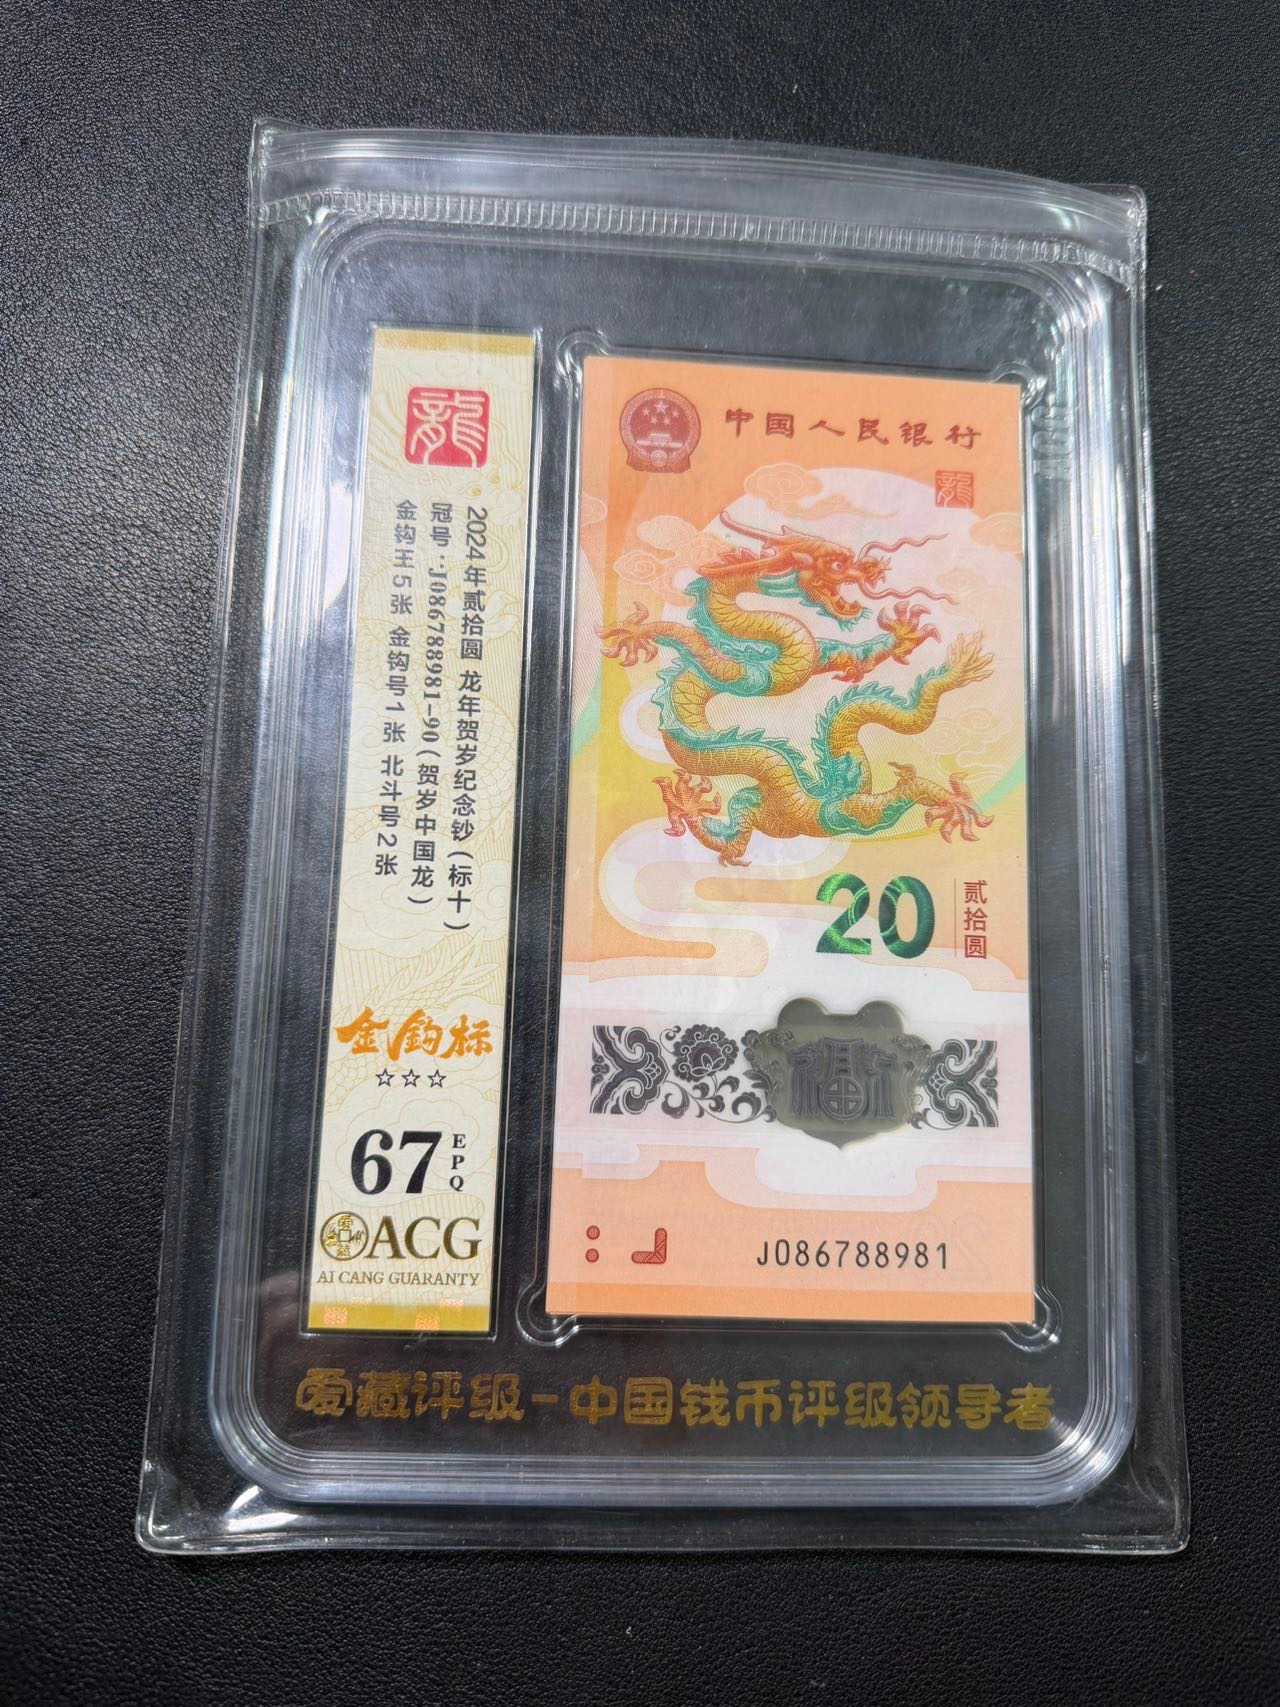 龍
2024年贰拾圆 龙年贺岁纪念钞(标十)
冠号:J086788981-90(贺岁中国龙)
金钩王5张 金钩号1张 北斗号2张
金钩标
☆☆☆
67 EPQ
ACG
AI CANG GUARANTY
中国人民银行
龍
20 贰拾圆
福
J086788981
爱藏评级-中国钱币评级领导者